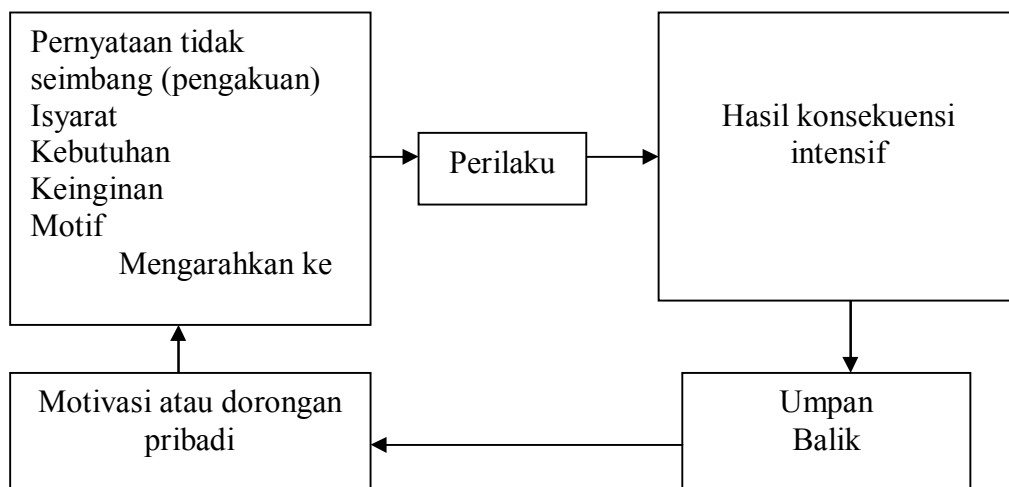 Pernyataan tidak
seimbang (pengakuan)
Isyarat
Kebutuhan
Keinginan
Motif
Mengarahkan ke
Perilaku
Hasil konsekuensi
intensif
Motivasi atau dorongan
pribadi
Umpan
Balik